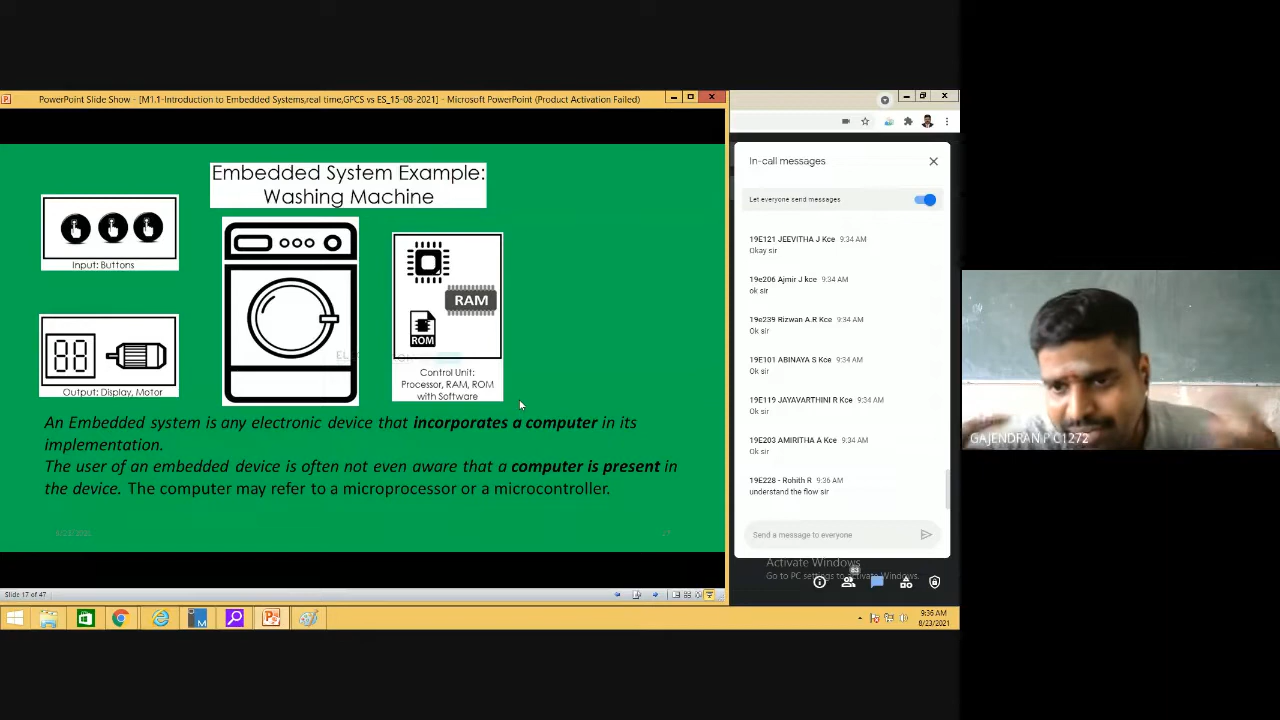 PowerPoint Slide Show - [M1.1-Introduction to Embedded Systems,real time,GPCS vs ES_15-08-2021] - Microsoft PowerPoint (Product Activation Failed)
Embedded System Example:
Washing Machine
Input: Buttons
RAM
ROM
Output: Display, Motor
Control Unit:
Processor, RAM, ROM
with Software
An Embedded system is any electronic device that incorporates a computer in its
implementation.
The user of an embedded device is often not even aware that a computer is present in
the device. The computer may refer to a microprocessor or a microcontroller.
Slide 17 of 47
In-call messages
Let everyone send messages
19E121 JEEVITHA J Kce 9:34 AM
Okay sir
19e206 Ajmir J kce 9:34 AM
ok sir
19e239 Rizwan A.R Kce 9:34 AM
Ok sir
19E101 ABINAYA S Kce 9:34 AM
Ok sir
19E119 JAYAVARTHINI R Kce 9:34 AM
Ok sir
19E203 AMIRITHA A Kce 9:34 AM
Ok sir
19E228 - Rohith R 9:36 AM
understand the flow sir
Send a message to everyone
Activate Windows
Go to PC settings to activate Windows.
83
9:36 AM
8/23/2021
GAJENDRAN P C1272